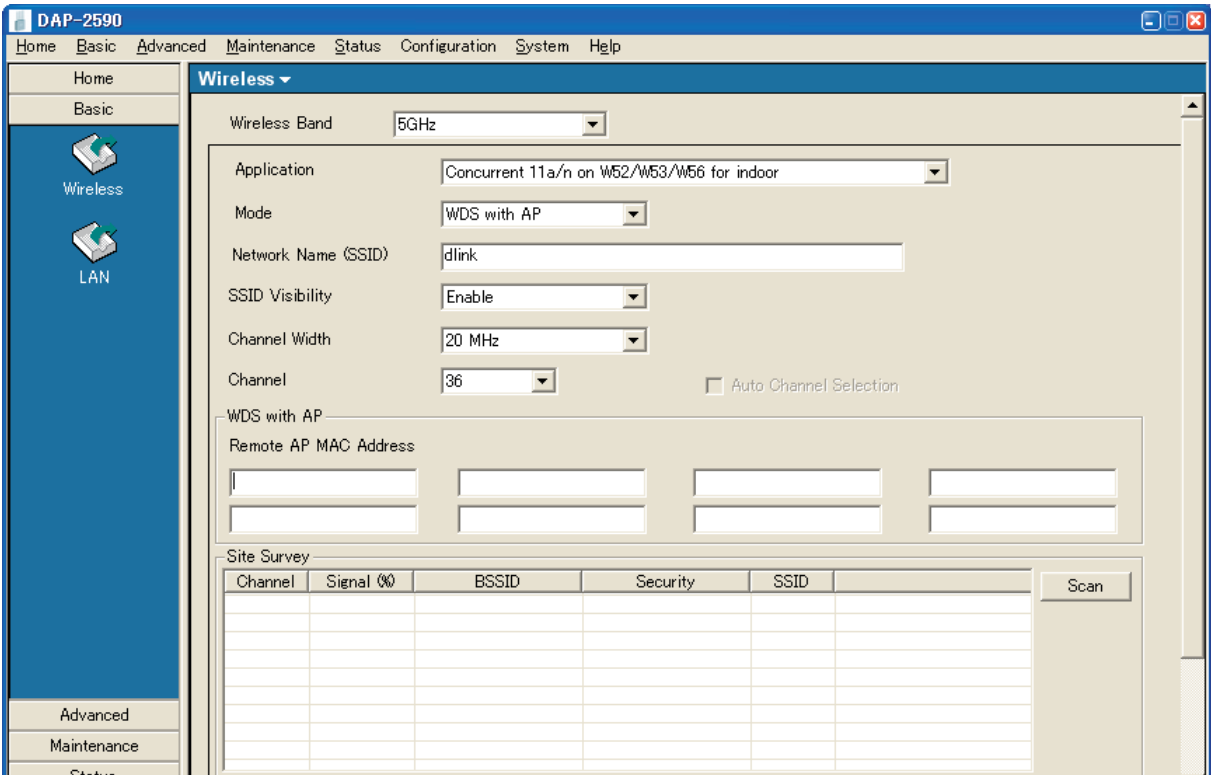 DAP-2590
Home Basic Advanced Maintenance Status Configuration System Help
Home
Basic
Wireless
LAN
Advanced
Maintenance
Status
Wireless
Wireless Band 5GHz
Application Concurrent 11a/n on W52/W53/W56 for indoor
Mode WDS with AP
Network Name (SSID) dlink
SSID Visibility Enable
Channel Width 20 MHz
Channel 36 Auto Channel Selection
WDS with AP
Remote AP MAC Address
Site Survey
Channel Signal (%) BSSID Security SSID
Scan